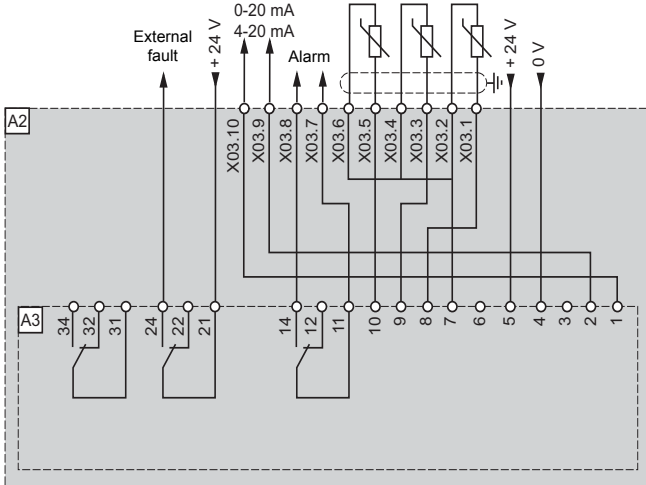 0-20 mA
4-20 mA
External
fault
+ 24 V
Alarm
+ 24 V
0 V
A2
X03.10
X03.9
X03.8
X03.7
X03.6
X03.5
X03.4
X03.3
X03.2
X03.1
A3
34
32
31
24
22
21
14
12
11
10
9
8
7
6
5
4
3
2
1